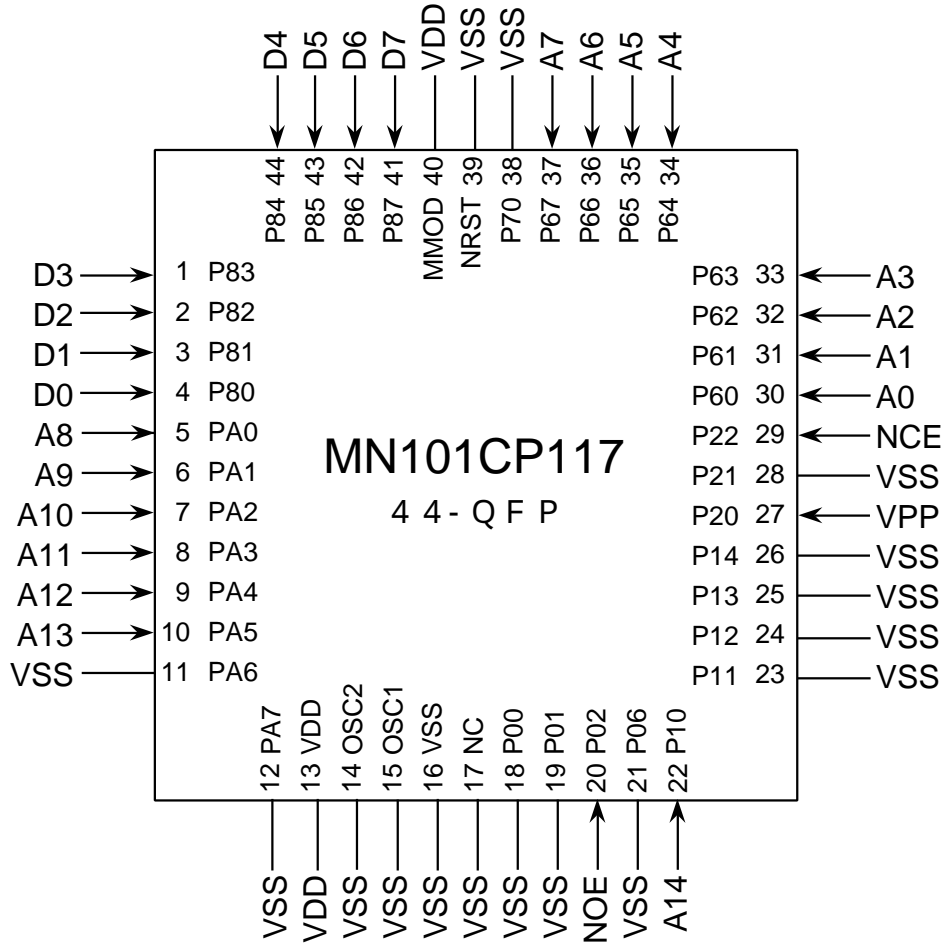 D4 D5 D6 D7 VDD VSS VSS A7 A6 A5 A4
P84 44
P85 43
P86 42
P87 41
MMOD 40
NRST 39
P70 38
P67 37
P66 36
P65 35
P64 34
D3 1 P83
D2 2 P82
D1 3 P81
D0 4 P80
A8 5 PA0
A9 6 PA1
A10 7 PA2
A11 8 PA3
A12 9 PA4
A13 10 PA5
VSS 11 PA6
MN101CP117
44-QFP
P63 33 A3
P62 32 A2
P61 31 A1
P60 30 A0
P22 29 NCE
P21 28 VSS
P20 27 VPP
P14 26 VSS
P13 25 VSS
P12 24 VSS
P11 23 VSS
12 PA7
13 VDD
14 OSC2
15 OSC1
16 VSS
17 NC
18 P00
19 P01
20 P02
21 P06
22 P10
VSS VDD VSS VSS VSS VSS VSS VSS NOE VSS A14